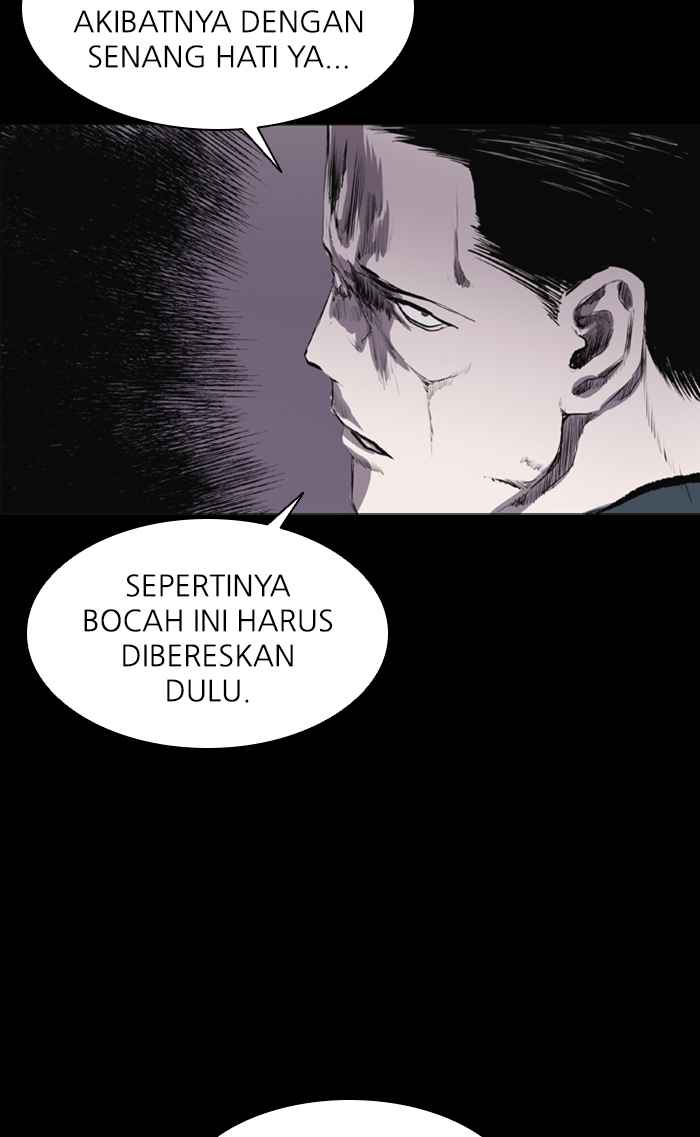 AKIBATNYA DENGAN
SENANG HATI YA...
SEPERTINYA
BOCAH INI HARUS
DIBERESKAN
DULU.